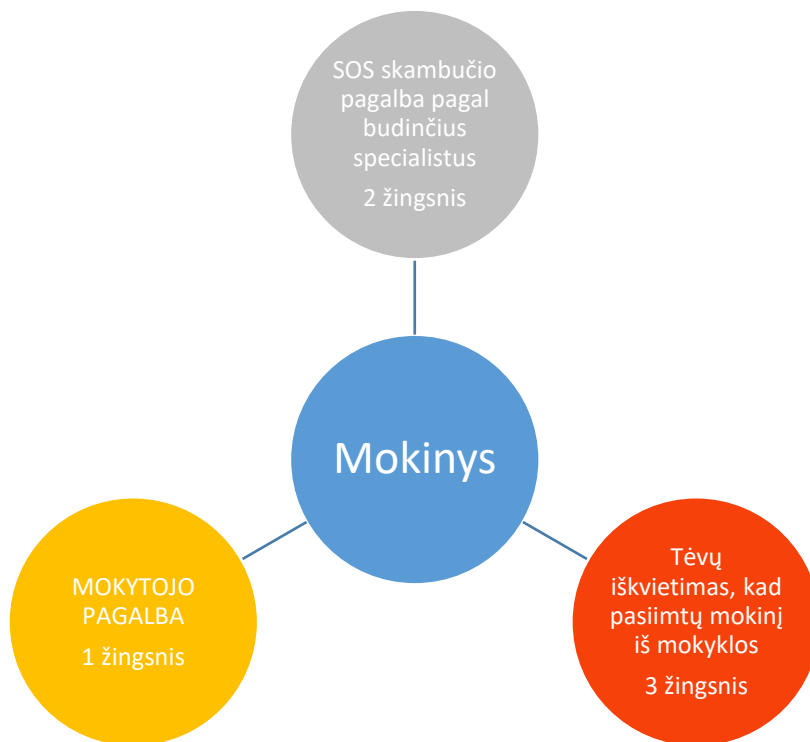 SOS skambučio
pagalba pagal
budinčius
specialistus
2 žingsnis
Mokinys
MOKYTOJO
PAGALBA
1 žingsnis
Tėvų
iškvietimas, kad
pasiimtų mokinį
iš mokyklos
3 žingsnis